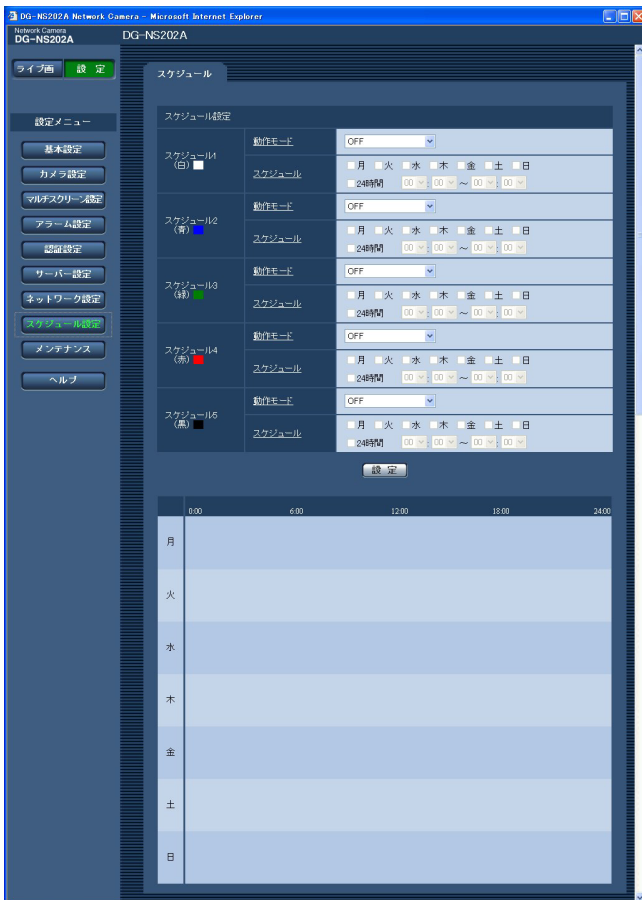 DG-NS202A Network Camera - Microsoft Internet Explorer
Network Camera
DG-NS202A
DG-NS202A
ライブ画
設 定
設定メニュー
基本設定
カメラ設定
マルチスクリーン設定
アラーム設定
認証設定
サーバー設定
ネットワーク設定
スケジュール設定
メンテナンス
ヘルプ
スケジュール
スケジュール設定
スケジュール1
(白)
動作モード OFF
スケジュール 月 火 水 木 金 土 日
24時間 00 : 00 ～ 00 : 00
スケジュール2
(青)
動作モード OFF
スケジュール 月 火 水 木 金 土 日
24時間 00 : 00 ～ 00 : 00
スケジュール3
(緑)
動作モード OFF
スケジュール 月 火 水 木 金 土 日
24時間 00 : 00 ～ 00 : 00
スケジュール4
(赤)
動作モード OFF
スケジュール 月 火 水 木 金 土 日
24時間 00 : 00 ～ 00 : 00
スケジュール5
(黒)
動作モード OFF
スケジュール 月 火 水 木 金 土 日
24時間 00 : 00 ～ 00 : 00
設 定
0:00 6:00 12:00 18:00 24:00
月
火
水
木
金
土
日